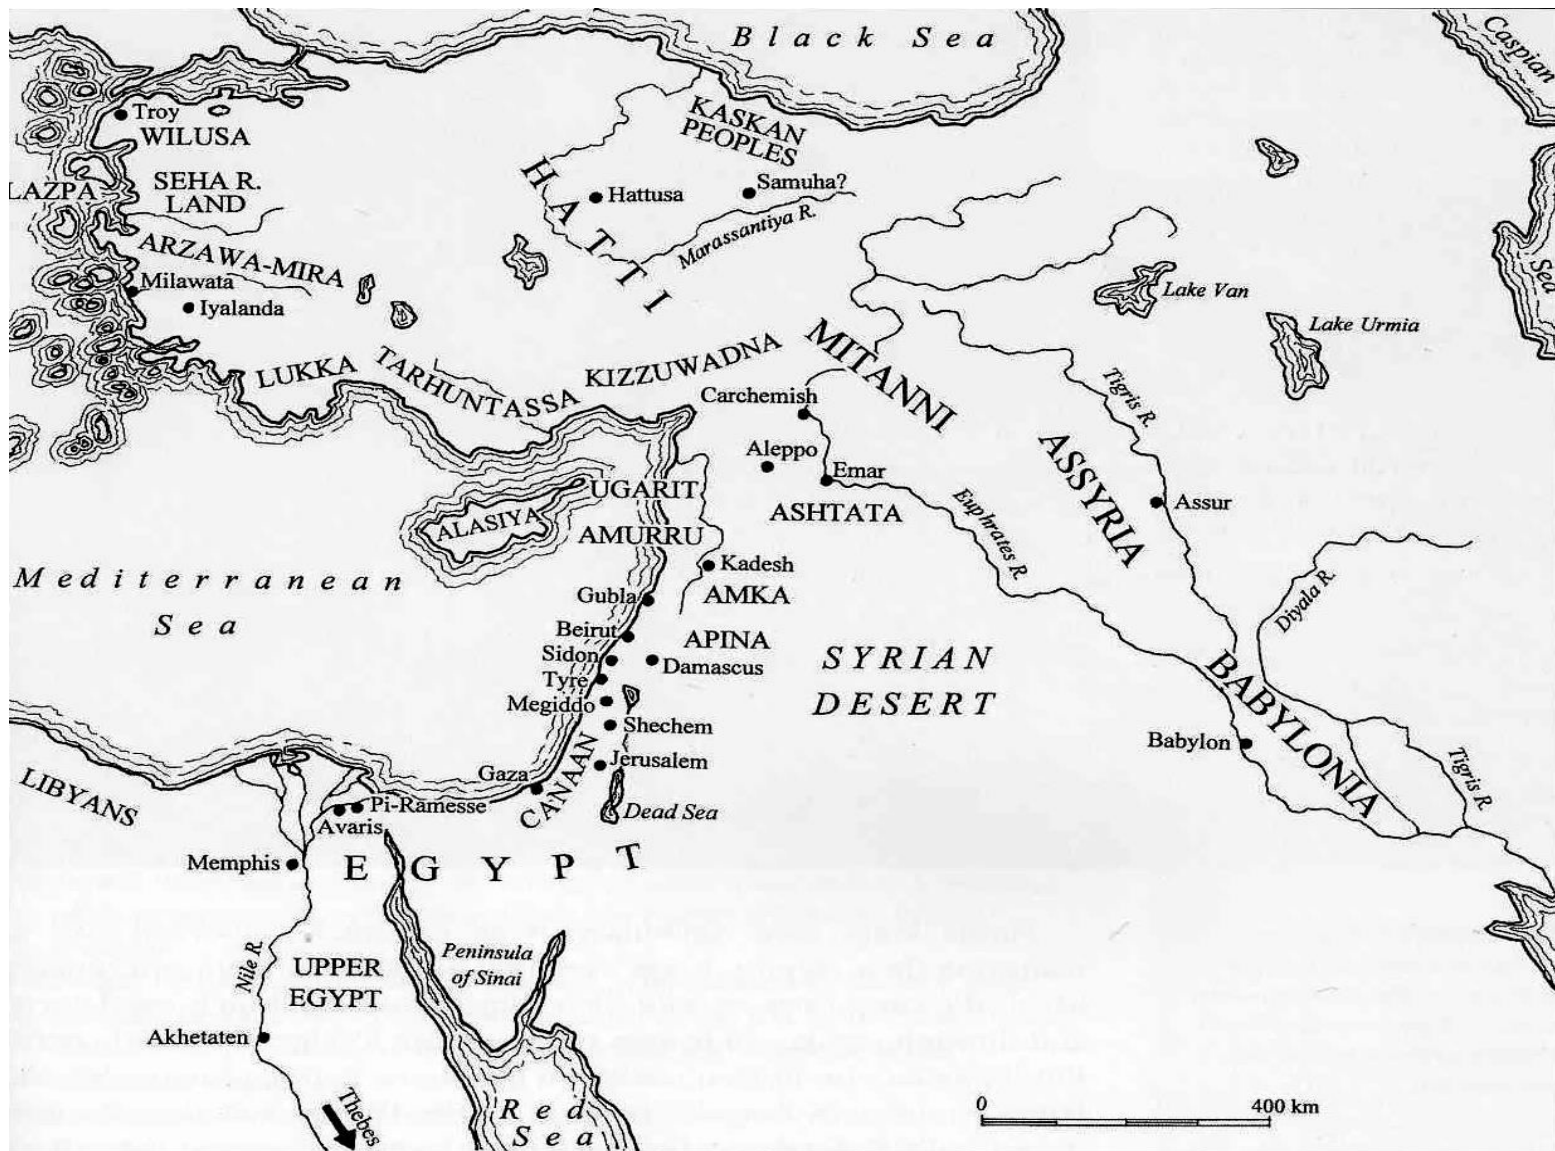 Black Sea
Caspian
Sea
Troy
WILUSA
KASKAN
PEOPLES
LAZPA
SEHA R.
LAND
HATTI
Hattusa
Samuha?
Marassantiya R.
ARZAWA-MIRA
Milawata
Iyalanda
Lake Van
Lake Urmia
LUKKA
TARHUNTASSA
KIZZUWADNA
MITANNI
Carchemish
Tigris R.
Aleppo
Emar
ASSYRIA
Assur
UGARIT
ALASIYA
ASHTATA
Euphrates R.
AMURRU
Mediterranean
Sea
Kadesh
Gubla
AMKA
Diyala R.
Beirut
APINA
Sidon
Damascus
SYRIAN
DESERT
Tyre
Megiddo
Shechem
BABYLONIA
Babylon
Jerusalem
Gaza
CANAAN
Dead Sea
Tigris R.
LIBYANS
Pi-Ramesse
Avaris
Memphis
EGYPT
Nile R.
UPPER
EGYPT
Peninsula
of Sinai
Akhetaten
Thebes
Red
Sea
0
400 km